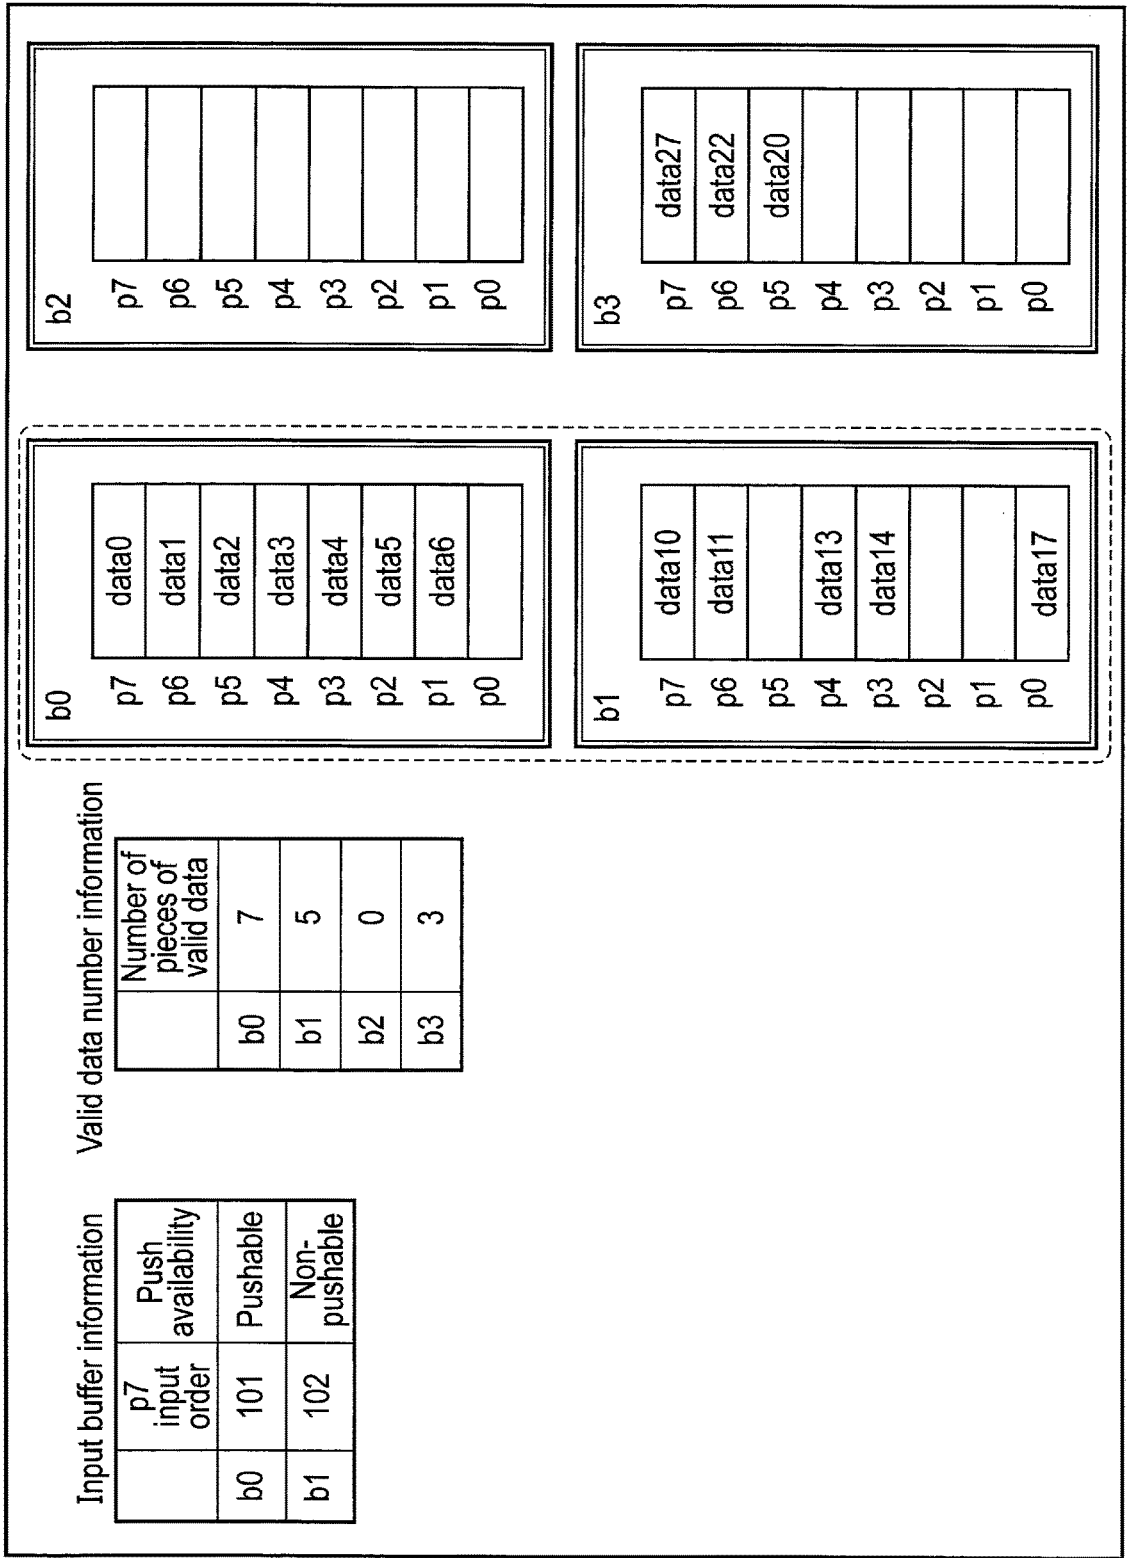 Input buffer information
p7
input
order
Push
availability
b0 101 Pushable
b1 102 Non-
pushable
Valid data number information
Number of
pieces of
valid data
b0 7
b1 5
b2 0
b3 3
b0
p7 data0
p6 data1
p5 data2
p4 data3
p3 data4
p2 data5
p1 data6
p0
b1
p7 data10
p6 data11
p5
p4 data13
p3 data14
p2
p1
p0 data17
b2
p7
p6
p5
p4
p3
p2
p1
p0
b3
p7 data27
p6 data22
p5 data20
p4
p3
p2
p1
p0